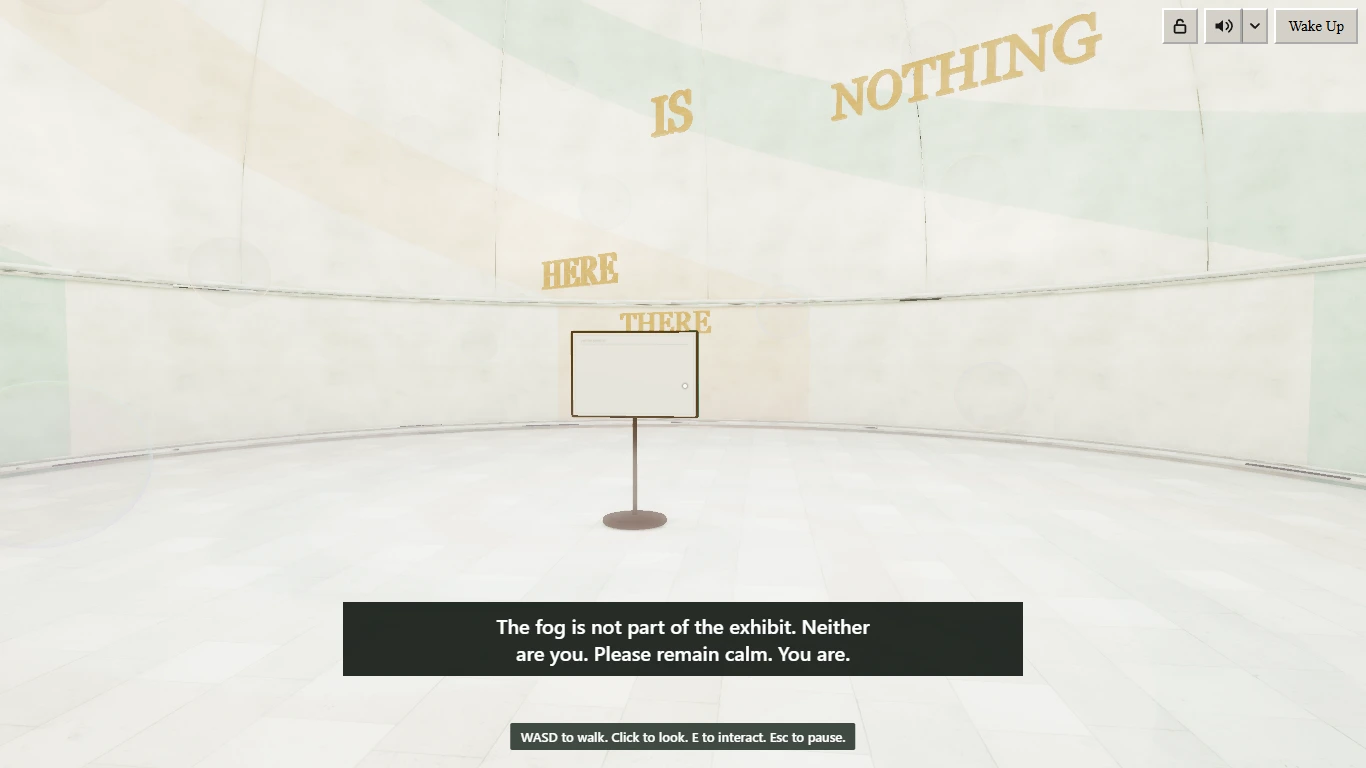 Wake Up
IS
NOTHING
HERE
THERE
The fog is not part of the exhibit. Neither
are you. Please remain calm. You are.
WASD to walk. Click to look. E to interact. Esc to pause.